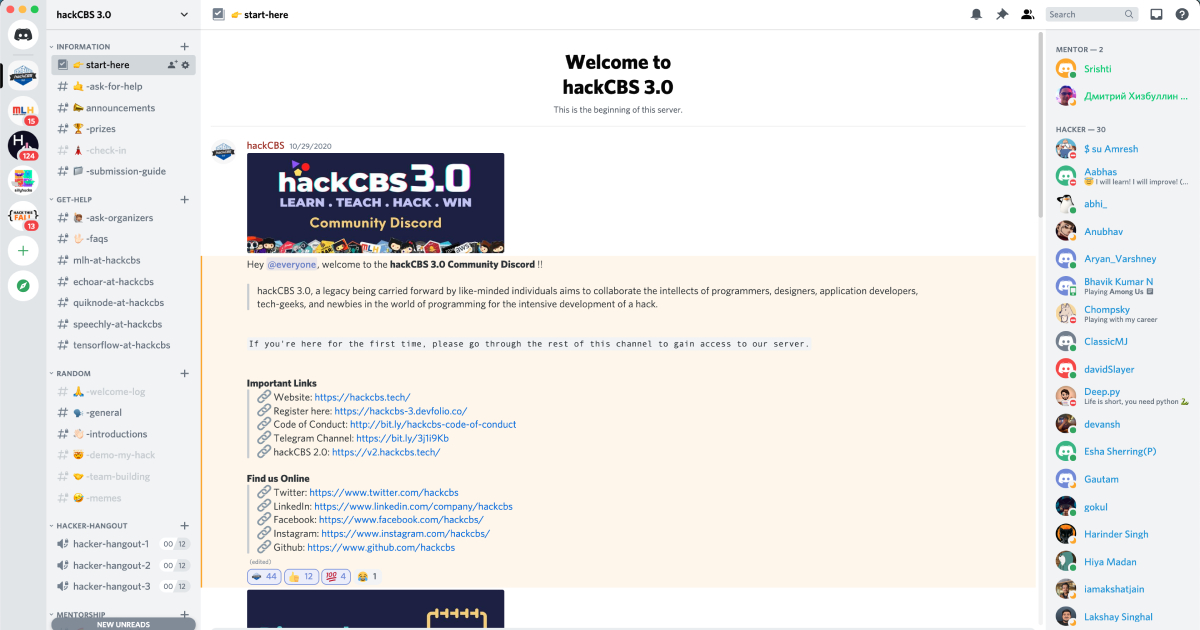 hackCBS 3.0
👉 start-here
Search
MLH
15
124
HACK THIS
FALL
13
INFORMATION
👉 start-here
-ask-for-help
announcements
-prizes
-check-in
-submission-guide
GET-HELP
-ask-organizers
-faqs
mlh-at-hackcbs
echoar-at-hackcbs
quiknode-at-hackcbs
speechly-at-hackcbs
tensorflow-at-hackcbs
RANDOM
-welcome-log
-general
-introductions
-demo-my-hack
-team-building
-memes
HACKER-HANGOUT
hacker-hangout-1 00 12
hacker-hangout-2 00 12
hacker-hangout-3 00 12
MENTORSHIP
NEW UNREADS
Welcome to
hackCBS 3.0
This is the beginning of this server.
hackCBS 10/29/2020
hackCBS 3.0
LEARN . TEACH . HACK . WIN
Community Discord
Hey @everyone, welcome to the hackCBS 3.0 Community Discord !!
hackCBS 3.0, a legacy being carried forward by like-minded individuals aims to collaborate the intellects of programmers, designers, application developers,
tech-geeks, and newbies in the world of programming for the intensive development of a hack.
If you're here for the first time, please go through the rest of this channel to gain access to our server.
Important Links
🔗 Website: https://hackcbs.tech/
🔗 Register here: https://hackcbs-3.devfolio.co/
🔗 Code of Conduct: http://bit.ly/hackcbs-code-of-conduct
🔗 Telegram Channel: https://bit.ly/3j1i9Kb
🔗 hackCBS 2.0: https://v2.hackcbs.tech/
Find us Online
🔗 Twitter: https://www.twitter.com/hackcbs
🔗 LinkedIn: https://www.linkedin.com/company/hackcbs
🔗 Facebook: https://www.facebook.com/hackcbs/
🔗 Instagram: https://www.instagram.com/hackcbs/
🔗 Github: https://www.github.com/hackcbs
(edited)
44 👍 12 💯 4 😂 1
MENTOR — 2
Srishti
Дмитрий Хизбуллин ...
HACKER — 30
$ su Amresh
Aabhas
I will learn! I will improve! (...
abhi_
Anubhav
Aryan_Varshney
Bhavik Kumar N
Playing Among Us
Chompsky
Playing with my career
ClassicMJ
davidSlayer
Deep.py
Life is short, you need python 🐍
devansh
Esha Sherring(P)
Gautam
gokul
Harinder Singh
Hiya Madan
iamakshatjain
Lakshay Singhal